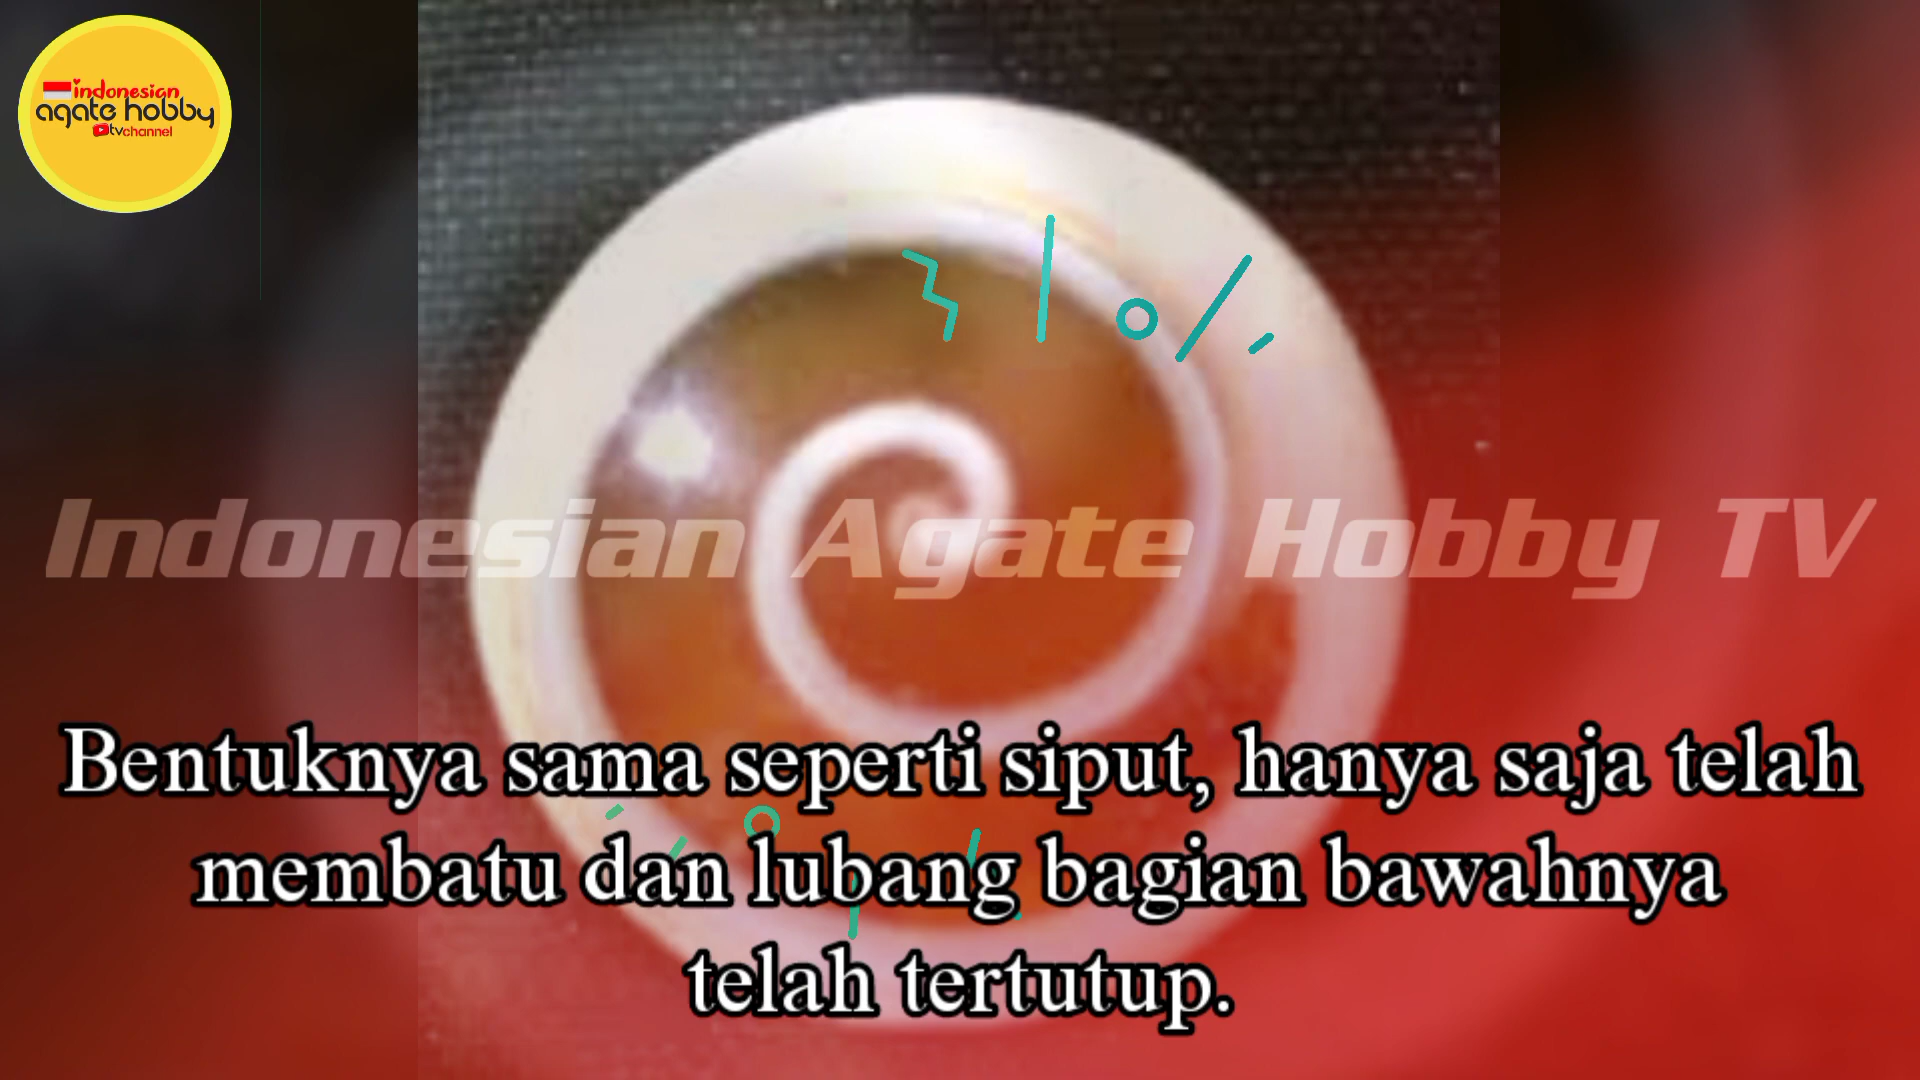 indonesian
agate hobby
tvchannel
Indonesian Agate Hobby TV
Bentuknya sama seperti siput, hanya saja telah
membatu dan lubang bagian bawahnya
telah tertutup.